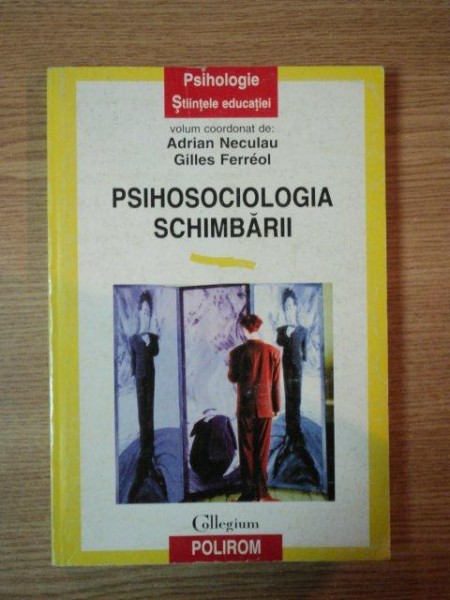 Psihologie
Științele educației
volum coordonat de:
Adrian Neculau
Gilles Ferréol
PSIHOSOCIOLOGIA
SCHIMBĂRII
Collegium
POLIROM